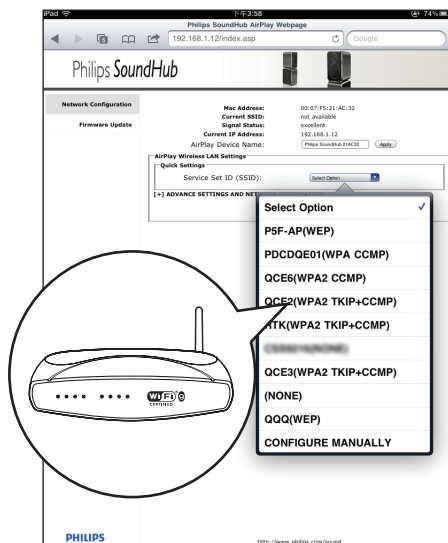 iPad 下午3:58 74%
Philips SoundHub AirPlay Webpage
192.168.1.12/index.asp Google
Philips SoundHub
Network Configuration
Firmware Update
Mac Address: 00:07:F5:21:AC:32
Current SSID: not available
Signal Status: excellent
Current IP Address: 192.168.1.12
AirPlay Device Name: Philips SoundHub 21AC32 Apply
AirPlay Wireless LAN Settings
Quick Settings
Service Set ID (SSID): Select Option
[+] ADVANCE SETTINGS AND
Select Option
P5F-AP(WEP)
PDCDQE01(WPA CCMP)
QCE6(WPA2 CCMP)
QCE2(WPA2 TKIP+CCMP)
RTK(WPA2 TKIP+CCMP)
QCE3(WPA2 TKIP+CCMP)
(NONE)
QQQ(WEP)
CONFIGURE MANUALLY
WiFi
CERTIFIED
PHILIPS
http://www.philips.com/sound